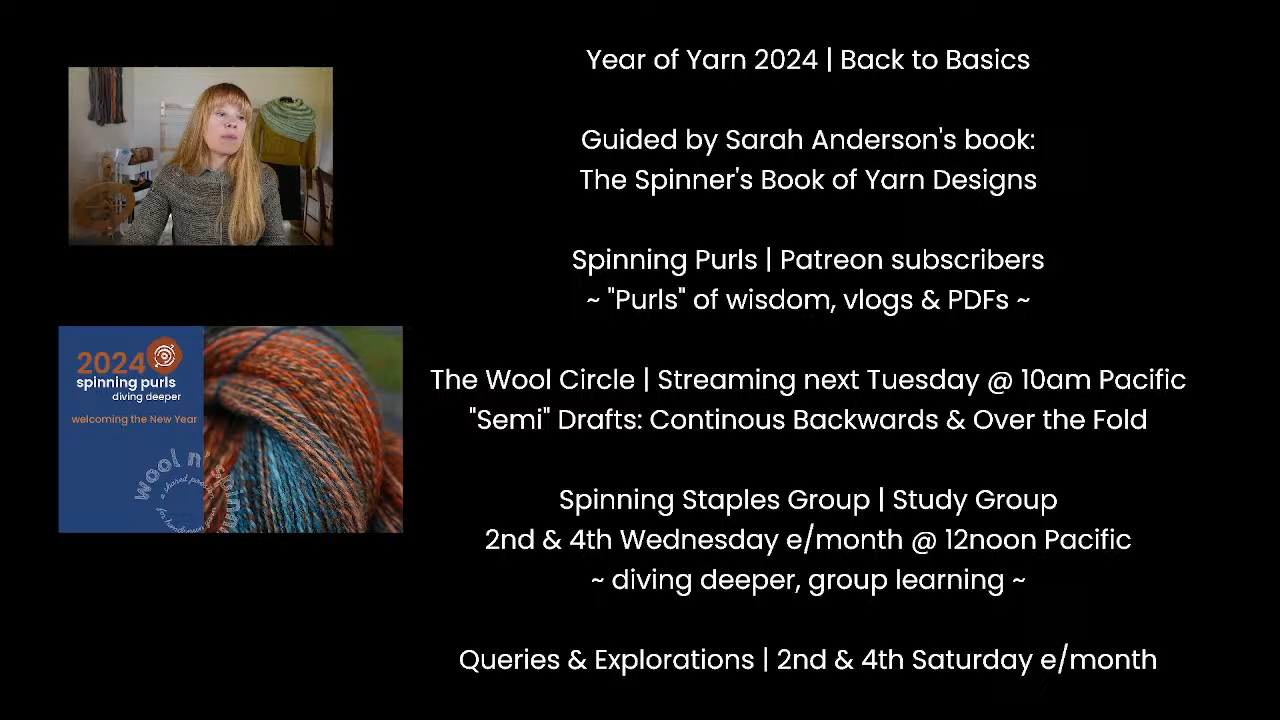 Year of Yarn 2024 | Back to Basics
Guided by Sarah Anderson's book:
The Spinner's Book of Yarn Designs
Spinning Purls | Patreon subscribers
~ "Purls" of wisdom, vlogs & PDFs ~
The Wool Circle | Streaming next Tuesday @ 10am Pacific
"Semi" Drafts: Continous Backwards & Over the Fold
Spinning Staples Group | Study Group
2nd & 4th Wednesday e/month @ 12noon Pacific
~ diving deeper, group learning ~
Queries & Explorations | 2nd & 4th Saturday e/month
2024
spinning purls
diving deeper
welcoming the New Year
wool n' spinn
a shared
for handspinn